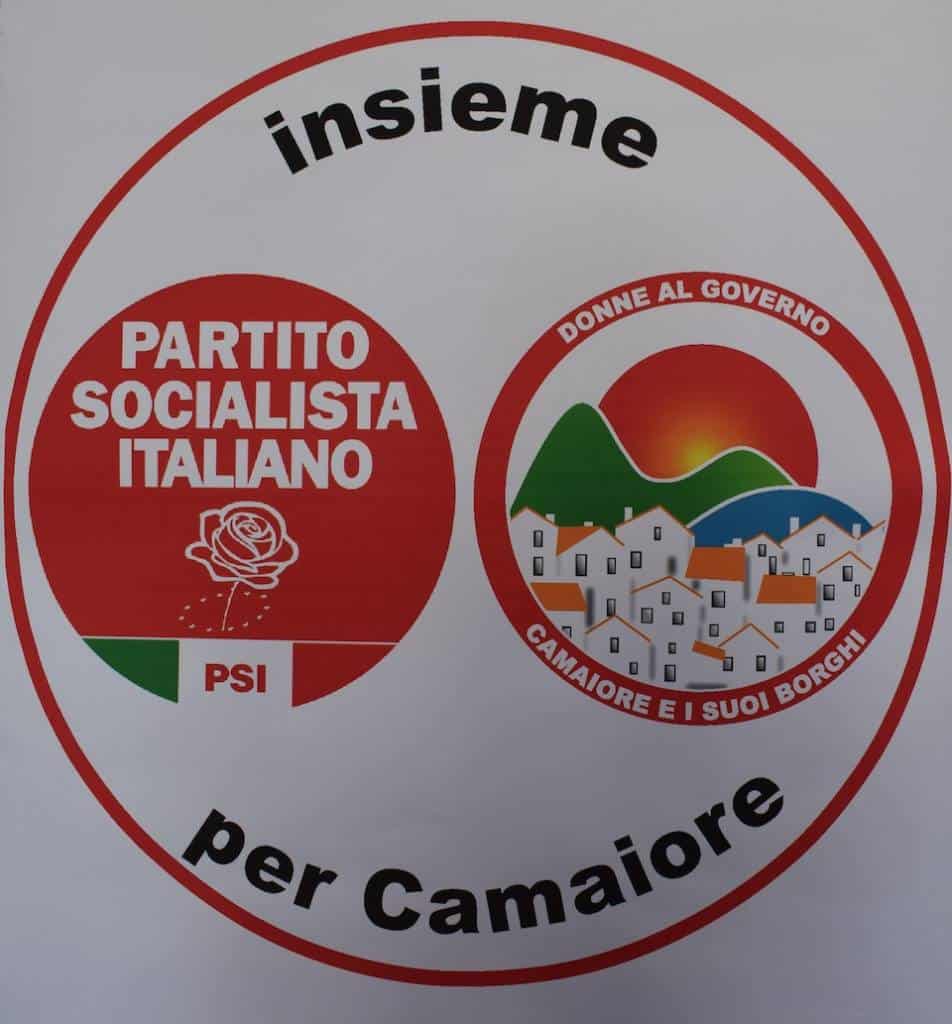 insieme
PARTITO
SOCIALISTA
ITALIANO
PSI
DONNE AL GOVERNO
CAMAIORE E I SUOI BORGHI
per Camaiore